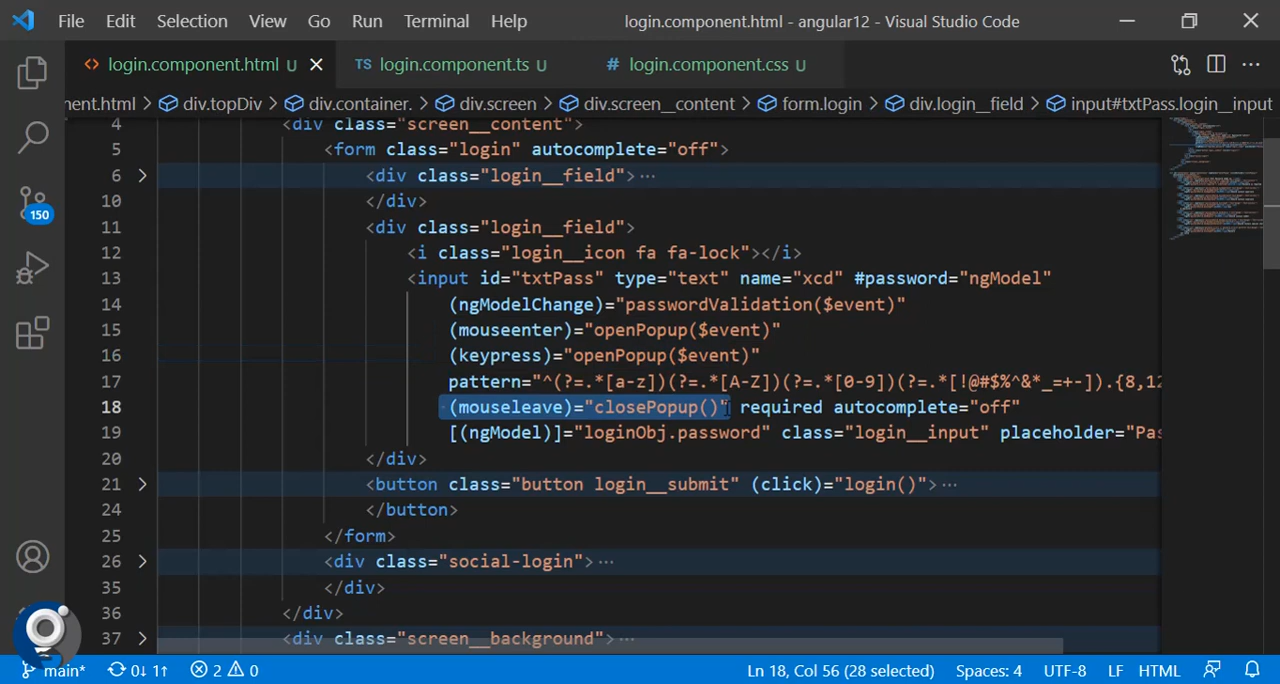 File Edit Selection View Go Run Terminal Help login.component.html - angular12 - Visual Studio Code
<> login.component.html U TS login.component.ts U # login.component.css U
nent.html > div.topDiv > div.container. > div.screen > div.screen__content > form.login > div.login__field > input#txtPass.login__input
4 <div class="screen__content">
5 <form class="login" autocomplete="off">
6 <div class="login__field"> ...
10 </div>
11 <div class="login__field">
12 <i class="login__icon fa fa-lock"></i>
13 <input id="txtPass" type="text" name="xcd" #password="ngModel"
14 (ngModelChange)="passwordValidation($event)"
15 (mouseenter)="openPopup($event)"
16 (keypress)="openPopup($event)"
17 pattern="^(?=.*[a-z])(?=.*[A-Z])(?=.*[0-9])(?=.*[!@#$%^&*_=+-]).{8,12
18 (mouseleave)="closePopup()" required autocomplete="off"
19 [(ngModel)]="loginObj.password" class="login__input" placeholder="Pas
20 </div>
21 <button class="button login__submit" (click)="login()"> ...
24 </button>
25 </form>
26 <div class="social-login"> ...
35 </div>
36 </div>
37 <div class="screen__background"> ...
150
main* 0↓ 1↑ 2 0 Ln 18, Col 56 (28 selected) Spaces: 4 UTF-8 LF HTML